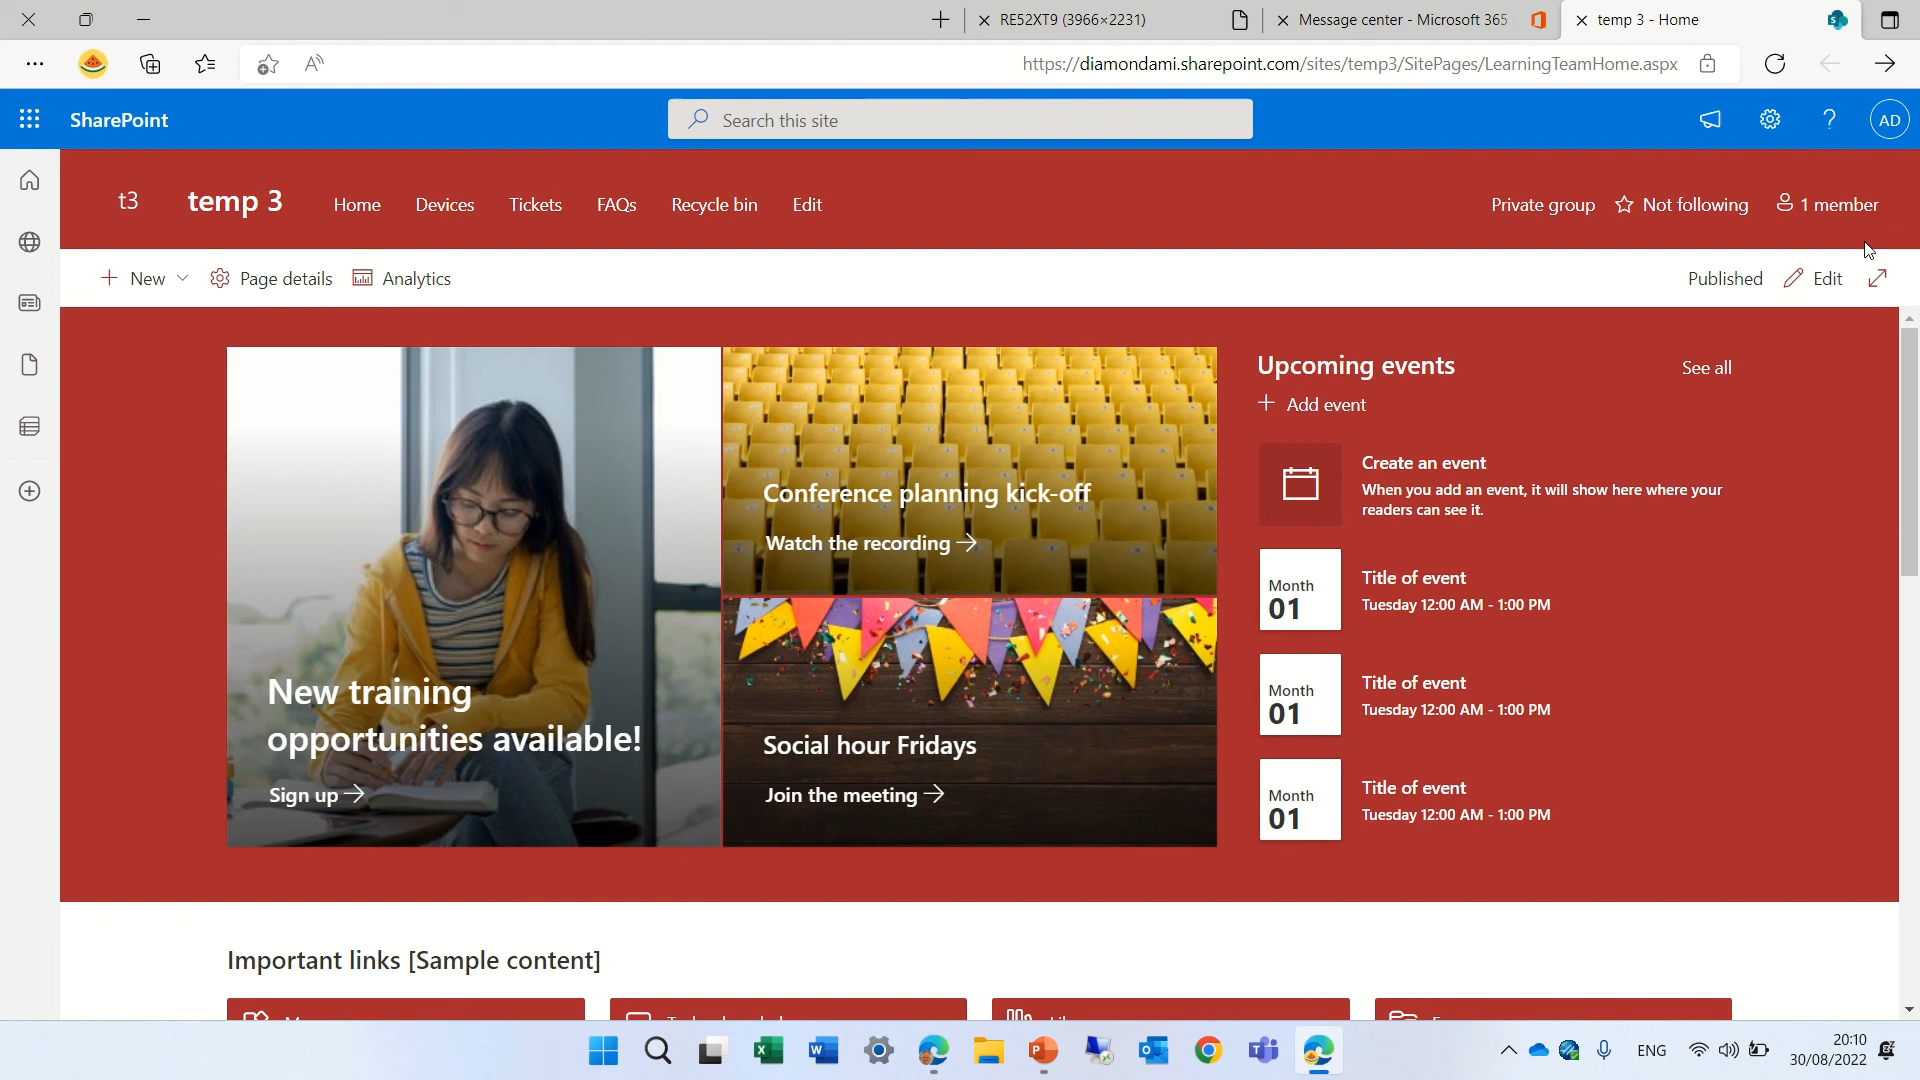 RE52XT9 (3966×2231)
Message center - Microsoft 365
temp 3 - Home
https://diamondami.sharepoint.com/sites/temp3/SitePages/LearningTeamHome.aspx
SharePoint
Search this site
?
AD
t3
temp 3
Home
Devices
Tickets
FAQs
Recycle bin
Edit
Private group
Not following
1 member
New
Page details
Analytics
Published
Edit
New training
opportunities available!
Sign up
Conference planning kick-off
Watch the recording
Social hour Fridays
Join the meeting
Upcoming events
See all
Add event
Create an event
When you add an event, it will show here where your
readers can see it.
Month
01
Title of event
Tuesday 12:00 AM - 1:00 PM
Month
01
Title of event
Tuesday 12:00 AM - 1:00 PM
Month
01
Title of event
Tuesday 12:00 AM - 1:00 PM
Important links [Sample content]
ENG
20:10
30/08/2022